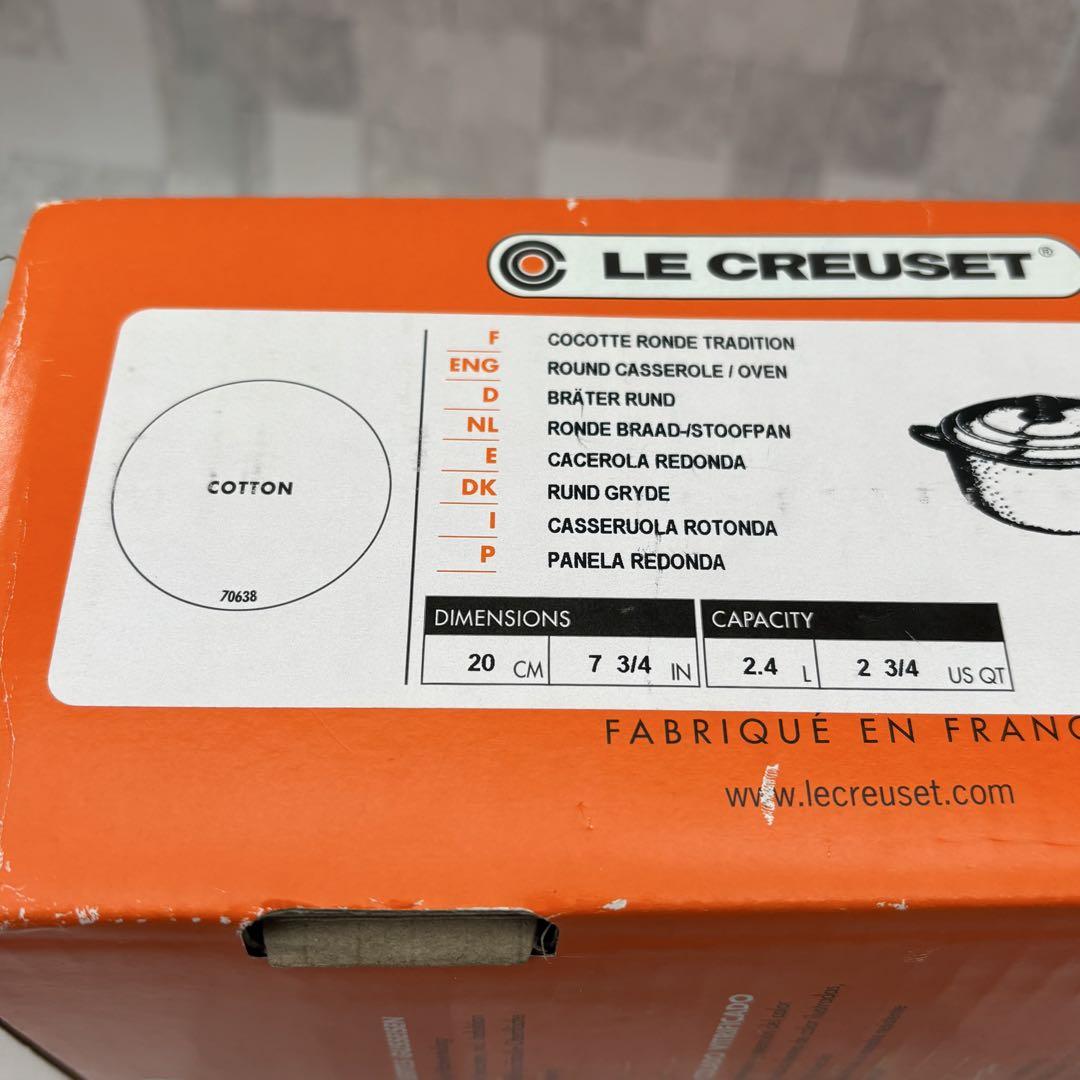 LE CREUSET®
COTTON
70638
F COCOTTE RONDE TRADITION
ENG ROUND CASSEROLE / OVEN
D BRÄTER RUND
NL RONDE BRAAD-/STOOFPAN
E CACEROLA REDONDA
DK RUND GRYDE
I CASSERUOLA ROTONDA
P PANELA REDONDA
DIMENSIONS CAPACITY
20 CM 7 3/4 IN 2.4 L 2 3/4 US QT
FABRIQUÉ EN FRANC
www.lecreuset.com